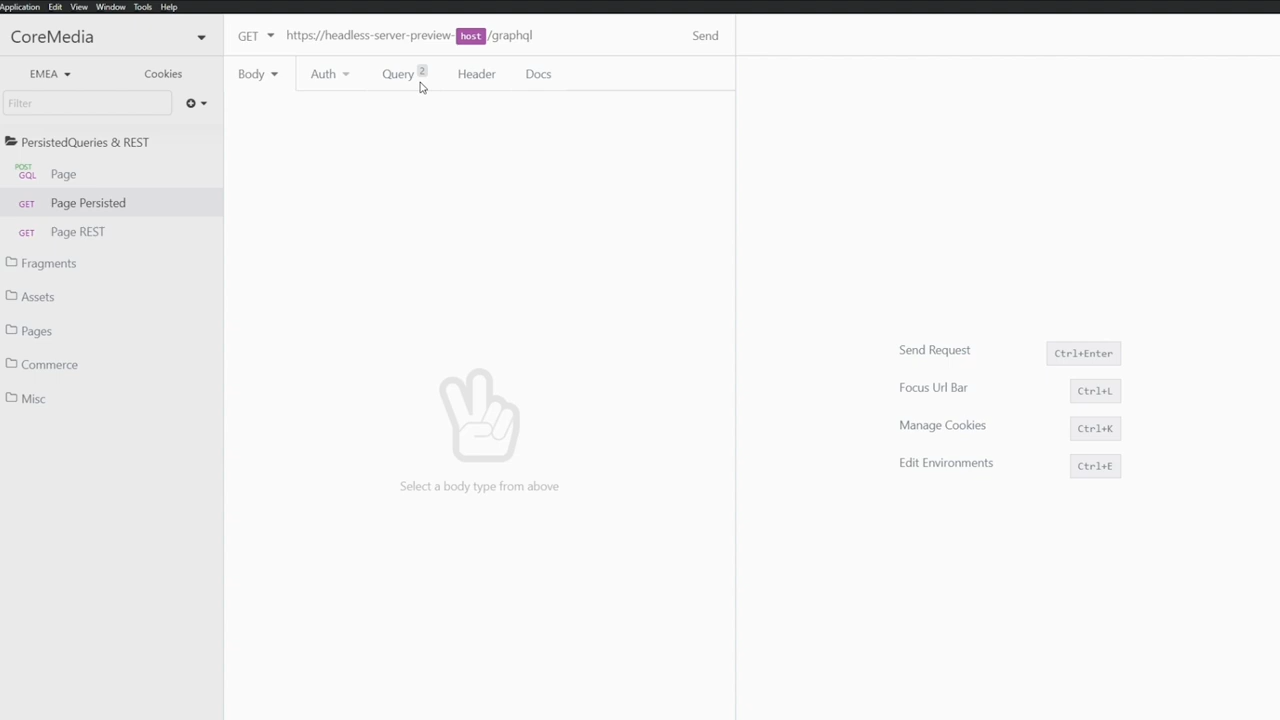 Application Edit View Window Tools Help
CoreMedia
GET https://headless-server-preview- host /graphql Send
EMEA Cookies
Body Auth Query 2 Header Docs
Filter
PersistedQueries & REST
POST
GQL Page
GET Page Persisted
GET Page REST
Fragments
Assets
Pages
Commerce
Misc
Select a body type from above
Send Request Ctrl+Enter
Focus Url Bar Ctrl+L
Manage Cookies Ctrl+K
Edit Environments Ctrl+E